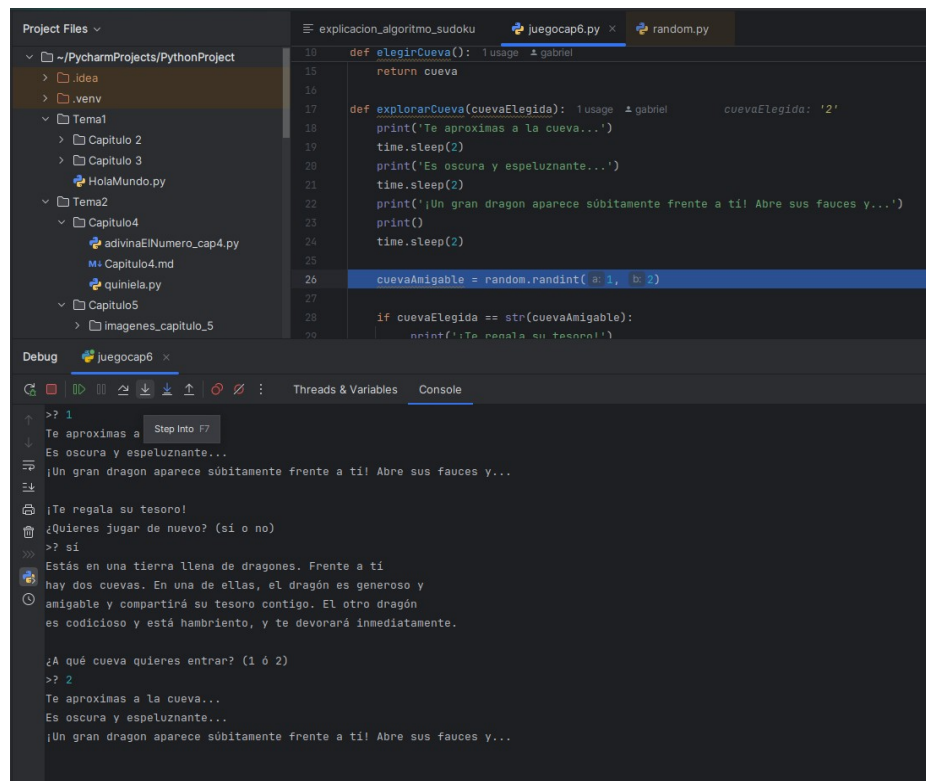 Project Files
explicacion_algoritmo_sudoku
juegocap6.py
random.py
~/PycharmProjects/PythonProject
.idea
.venv
Tema1
Capitulo 2
Capitulo 3
HolaMundo.py
Tema2
Capitulo4
adivinaElNumero_cap4.py
M↓ Capitulo4.md
quiniela.py
Capitulo5
imagenes_capitulo_5
10 def elegirCueva(): 1 usage gabriel
15 return cueva
16
17 def explorarCueva(cuevaElegida): 1 usage gabriel cuevaElegida: '2'
18 print('Te aproximas a la cueva...')
19 time.sleep(2)
20 print('Es oscura y espeluznante...')
21 time.sleep(2)
22 print('¡Un gran dragon aparece súbitamente frente a tí! Abre sus fauces y...')
23 print()
24 time.sleep(2)
25
26 cuevaAmigable = random.randint( a: 1, b: 2)
27
28 if cuevaElegida == str(cuevaAmigable):
29 print('¡Te regala su tesoro!')
Debug juegocap6
Threads & Variables Console
>? 1
Te aproximas a
Step Into F7
Es oscura y espeluznante...
¡Un gran dragon aparece súbitamente frente a tí! Abre sus fauces y...
¡Te regala su tesoro!
¿Quieres jugar de nuevo? (sí o no)
>? sí
Estás en una tierra llena de dragones. Frente a tí
hay dos cuevas. En una de ellas, el dragón es generoso y
amigable y compartirá su tesoro contigo. El otro dragón
es codicioso y está hambriento, y te devorará inmediatamente.
¿A qué cueva quieres entrar? (1 ó 2)
>? 2
Te aproximas a la cueva...
Es oscura y espeluznante...
¡Un gran dragon aparece súbitamente frente a tí! Abre sus fauces y...